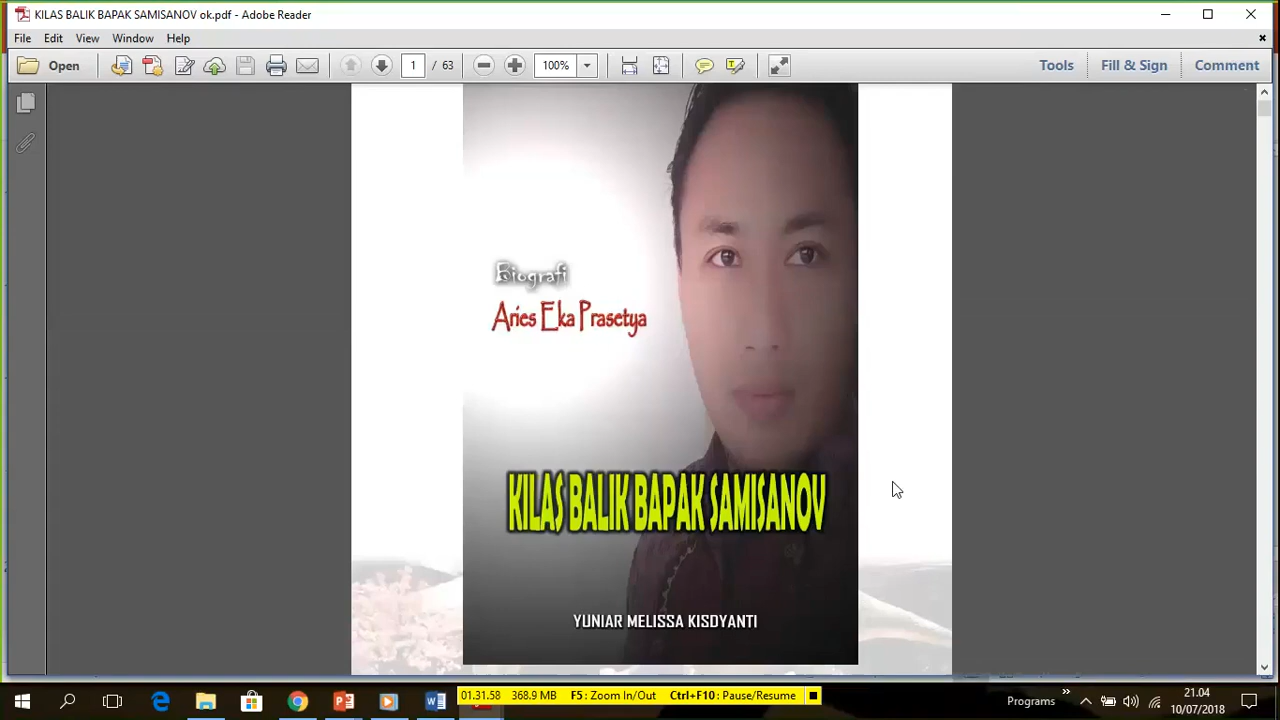 KILAS BALIK BAPAK SAMISANOV ok.pdf - Adobe Reader
File Edit View Window Help
Open 1 / 63 100% Tools Fill & Sign Comment
Biografi
Aries Eka Prasetya
KILAS BALIK BAPAK SAMISANOV
YUNIAR MELISSA KISDYANTI
01.31.58 368.9 MB F5: Zoom In/Out Ctrl+F10: Pause/Resume
Programs
21.04
10/07/2018